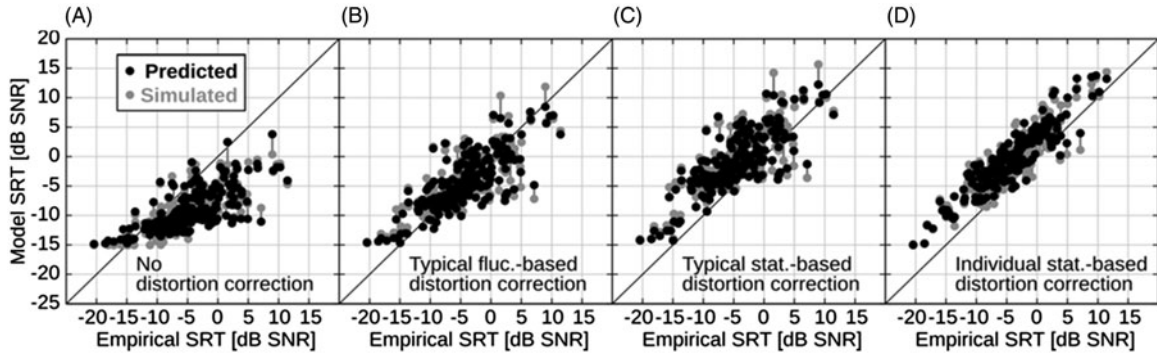 (A) (B) (C) (D)
20
15
10
5
0
-5
-10
-15
-20
-25
Model SRT [dB SNR]
Predicted
Simulated
No
distortion correction
Typical fluc.-based
distortion correction
Typical stat.-based
distortion correction
Individual stat.-based
distortion correction
-20 -15 -10 -5 0 5 10 15 -20 -15 -10 -5 0 5 10 15 -20 -15 -10 -5 0 5 10 15 -20 -15 -10 -5 0 5 10 15
Empirical SRT [dB SNR] Empirical SRT [dB SNR] Empirical SRT [dB SNR] Empirical SRT [dB SNR]